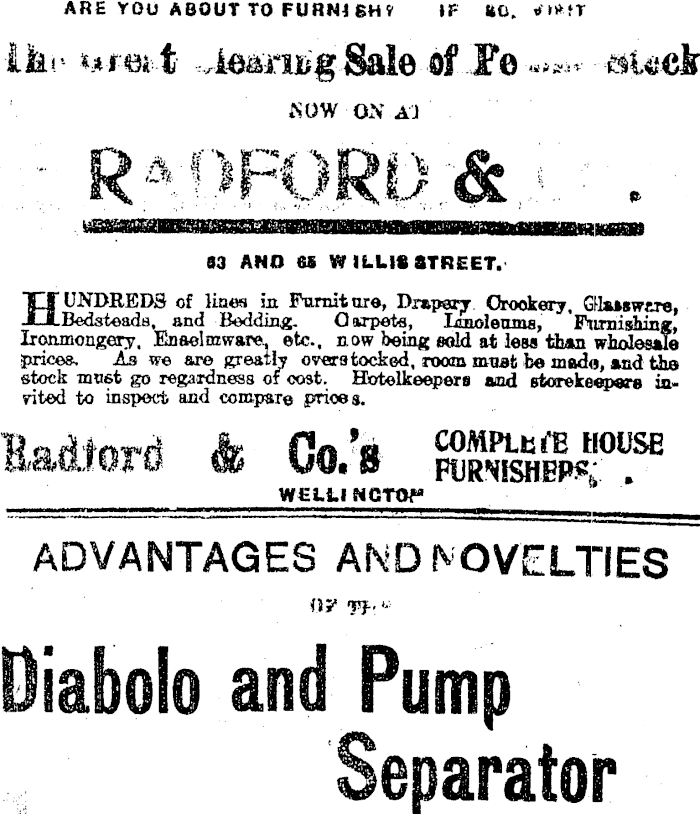 ARE YOU ABOUT TO FURNISH? IF SO, VISIT
The Great Clearing Sale of Stock
NOW ON AT
RADFORD &
63 AND 65 WILLIS STREET.
HUNDREDS of lines in Furniture, Drapery Crockery, Glassware,
Bedsteads, and Bedding. Carpets, Linoleums, Furnishing,
Ironmongery, Enaelmware, etc., now being sold at less than wholesale
prices. As we are greatly overstocked, room must be made, and the
stock must go regardness of cost. Hotelkeepers and storekeepers in-
vited to inspect and compare prices.
Radford & Co.'s COMPLETE HOUSE
FURNISHERS,
WELLINGTON
ADVANTAGES AND NOVELTIES
OF THE
Diabolo and Pump
Separator